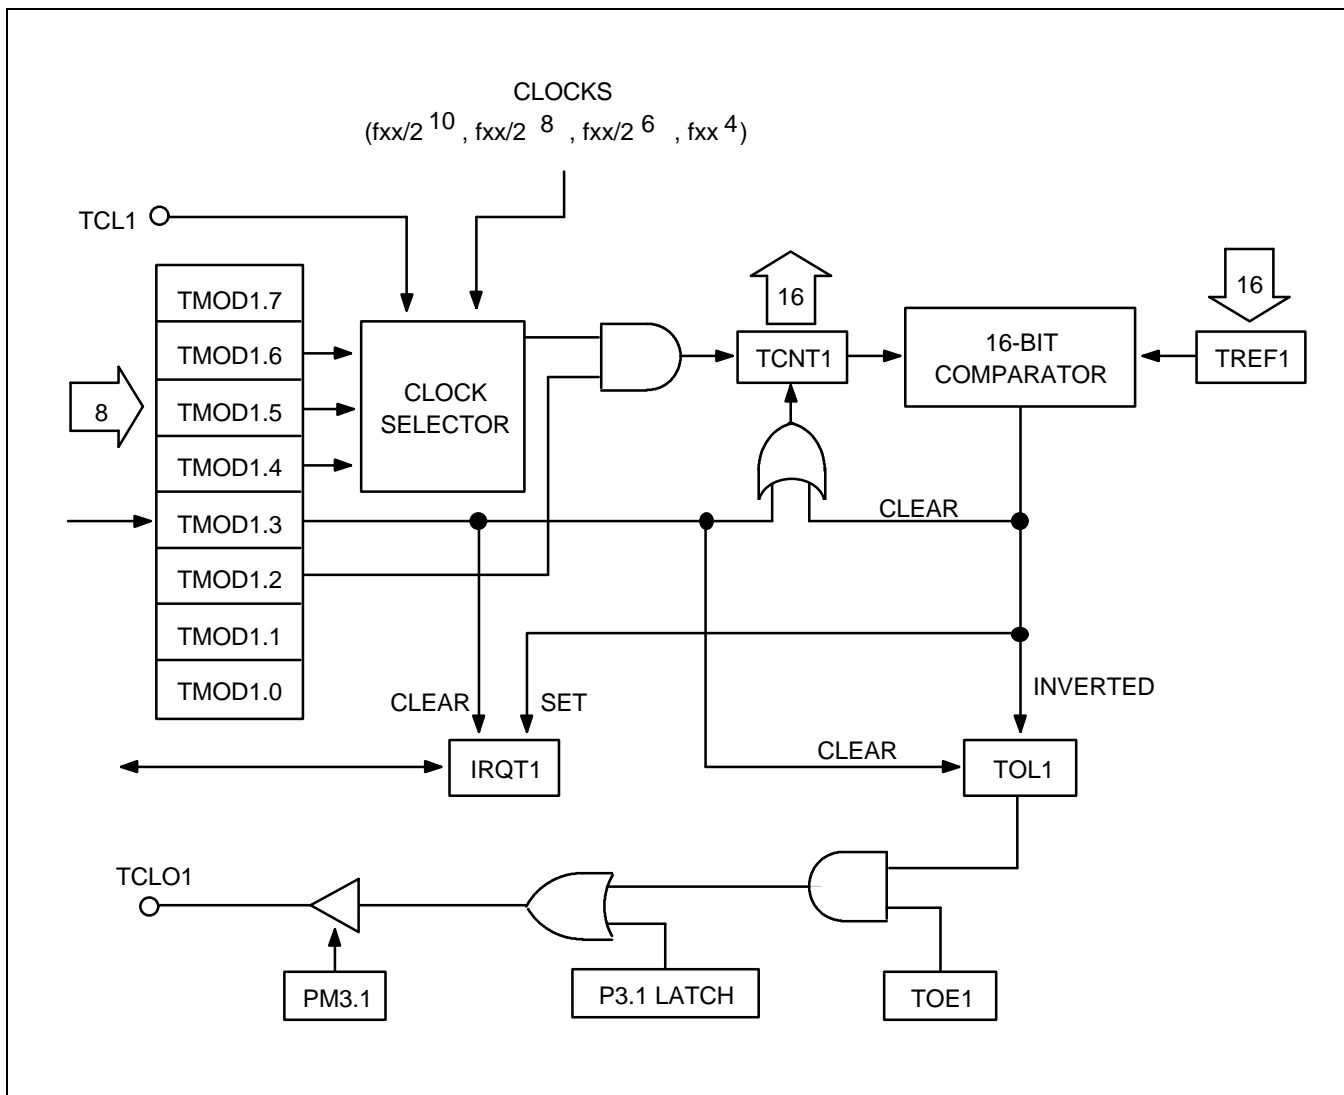 CLOCKS
(fxx/2 10 , fxx/2 8 , fxx/2 6 , fxx 4)
TCL1
TMOD1.7
TMOD1.6
TMOD1.5
TMOD1.4
TMOD1.3
TMOD1.2
TMOD1.1
TMOD1.0
8
CLOCK
SELECTOR
16
TCNT1
16-BIT
COMPARATOR
16
TREF1
CLEAR
CLEAR
SET
INVERTED
IRQT1
CLEAR
TOL1
TCLO1
PM3.1
P3.1 LATCH
TOE1